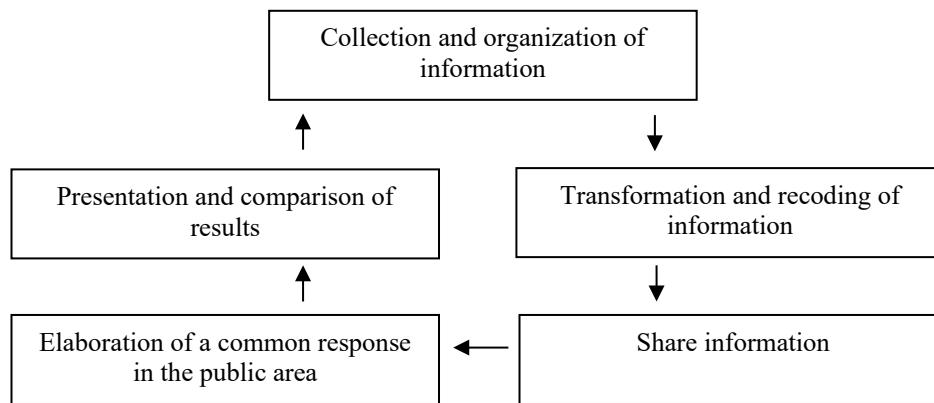 Collection and organization of
information
Presentation and comparison of
results
Transformation and recoding of
information
Elaboration of a common response
in the public area
Share information